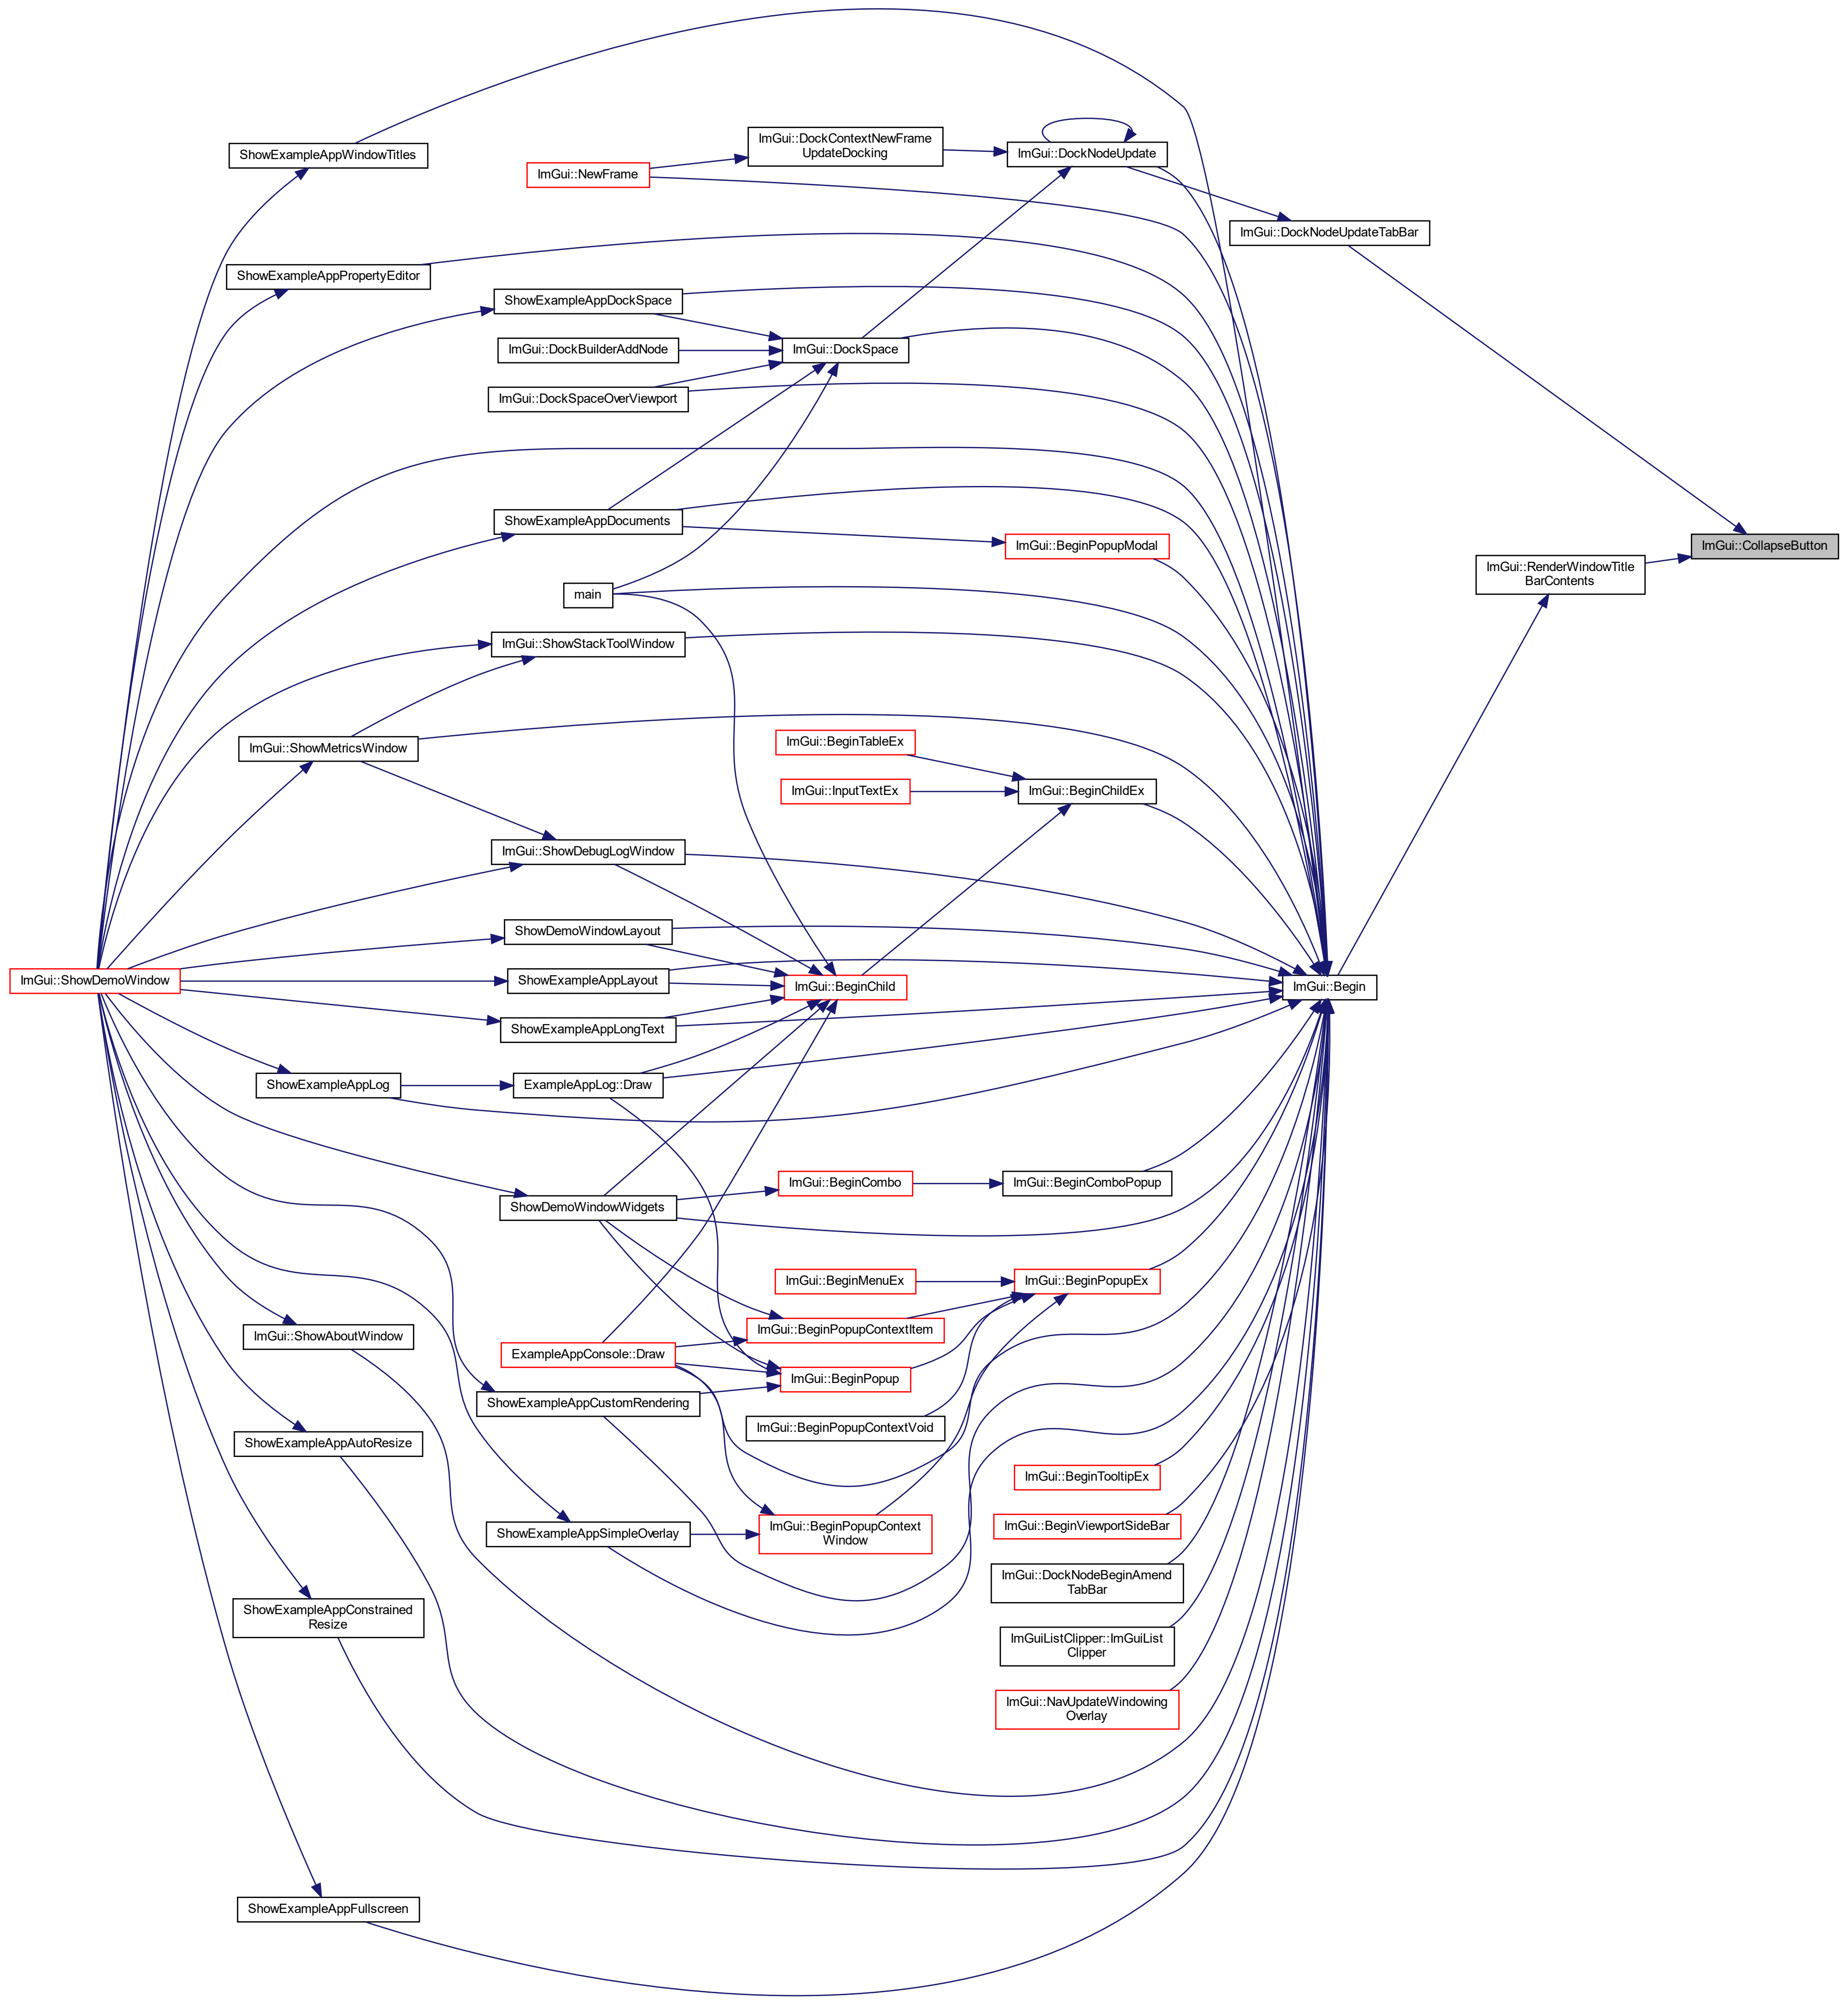 ShowExampleAppWindowTitles
ImGui::DockContextNewFrame
UpdateDocking
ImGui::DockNodeUpdate
ImGui::NewFrame
ImGui::DockNodeUpdateTabBar
ShowExampleAppPropertyEditor
ShowExampleAppDockSpace
ImGui::DockBuilderAddNode
ImGui::DockSpace
ImGui::DockSpaceOverViewport
ShowExampleAppDocuments
ImGui::BeginPopupModal
ImGui::CollapseButton
ImGui::RenderWindowTitle
BarContents
main
ImGui::ShowStackToolWindow
ImGui::ShowMetricsWindow
ImGui::BeginTableEx
ImGui::InputTextEx
ImGui::BeginChildEx
ImGui::ShowDebugLogWindow
ShowDemoWindowLayout
ImGui::ShowDemoWindow
ShowExampleAppLayout
ImGui::BeginChild
ImGui::Begin
ShowExampleAppLongText
ShowExampleAppLog
ExampleAppLog::Draw
ImGui::BeginCombo
ImGui::BeginComboPopup
ShowDemoWindowWidgets
ImGui::BeginMenuEx
ImGui::BeginPopupEx
ImGui::ShowAboutWindow
ImGui::BeginPopupContextItem
ExampleAppConsole::Draw
ImGui::BeginPopup
ShowExampleAppCustomRendering
ImGui::BeginPopupContextVoid
ShowExampleAppAutoResize
ImGui::BeginTooltipEx
ShowExampleAppSimpleOverlay
ImGui::BeginPopupContext
Window
ImGui::BeginViewportSideBar
ImGui::DockNodeBeginAmend
TabBar
ShowExampleAppConstrained
Resize
ImGuiListClipper::ImGuiList
Clipper
ImGui::NavUpdateWindowing
Overlay
ShowExampleAppFullscreen